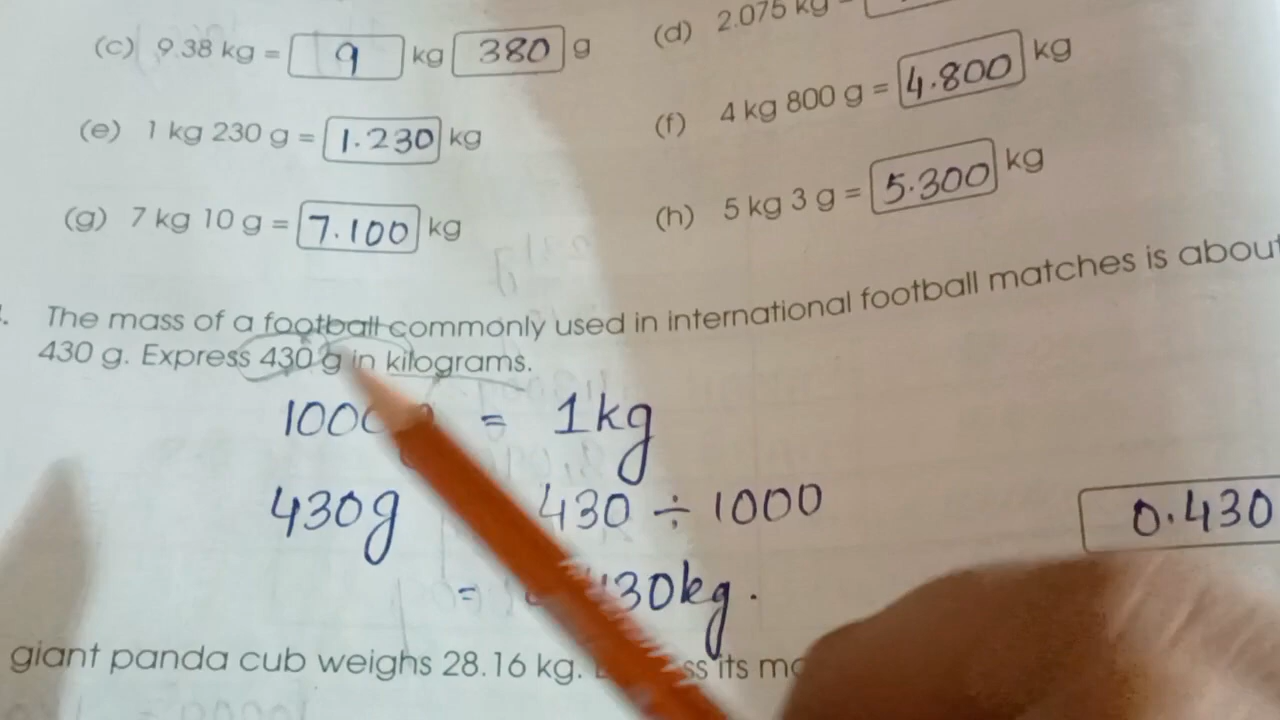 (c) 9.38 kg = 9 kg 380 g
(d) 2.075 kg
(e) 1 kg 230 g = 1.230 kg
(f) 4 kg 800 g = 4.800 kg
(g) 7 kg 10 g = 7.100 kg
(h) 5 kg 3 g = 5.300 kg
The mass of a football commonly used in international football matches is about
430 g. Express 430 g in kilograms.
= 1kg
430g 430 ÷ 1000
0.430
= 30kg.
giant panda cub weighs 28.16 kg. its